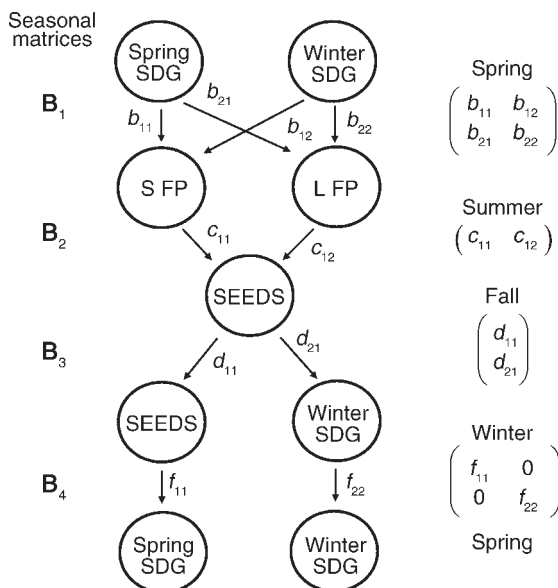 Seasonal
matrices
Spring
SDG
Winter
SDG
Spring
B₁
b₁₁
b₂₁
b₁₂
b₂₂
b₁₁ b₁₂
b₂₁ b₂₂
S FP
L FP
Summer
B₂
c₁₁
c₁₂
( c₁₁ c₁₂ )
SEEDS
Fall
B₃
d₁₁
d₂₁
d₁₁
d₂₁
SEEDS
Winter
SDG
Winter
B₄
f₁₁
f₂₂
f₁₁ 0
0 f₂₂
Spring
SDG
Winter
SDG
Spring